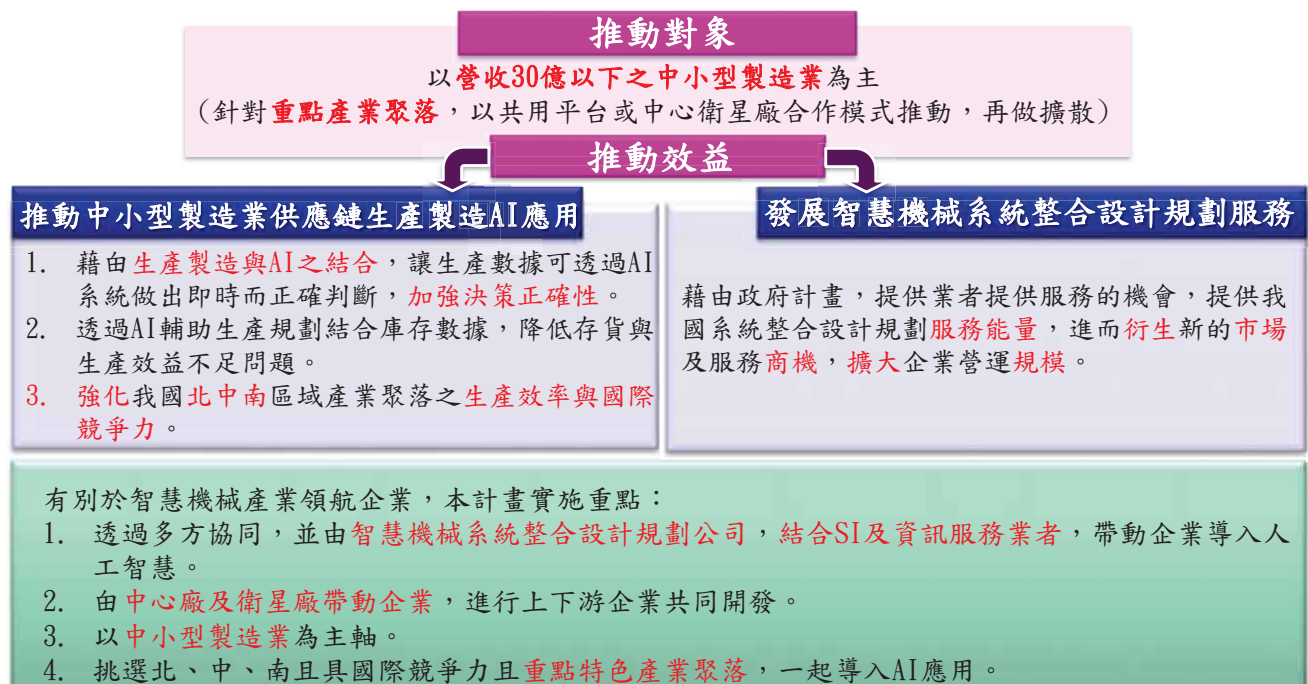 推動對象
以營收30億以下之中小型製造業為主
(針對重點產業聚落，以共用平台或中心衛星廠合作模式推動，再做擴散)
推動效益
推動中小型製造業供應鏈生產製造AI應用
1. 藉由生產製造與AI之結合，讓生產數據可透過AI
系統做出即時而正確判斷，加強決策正確性。
2. 透過AI輔助生產規劃結合庫存數據，降低存貨與
生產效益不足問題。
3. 強化我國北中南區域產業聚落之生產效率與國際
競爭力。
發展智慧機械系統整合設計規劃服務
藉由政府計畫，提供業者提供服務的機會，提供我
國系統整合設計規劃服務能量，進而衍生新的市場
及服務商機，擴大企業營運規模。
有別於智慧機械產業領航企業，本計畫實施重點：
1. 透過多方協同，並由智慧機械系統整合設計規劃公司，結合SI及資訊服務業者，帶動企業導入人
工智慧。
2. 由中心廠及衛星廠帶動企業，進行上下游企業共同開發。
3. 以中小型製造業為主軸。
4. 挑選北、中、南且具國際競爭力且重點特色產業聚落，一起導入AI應用。